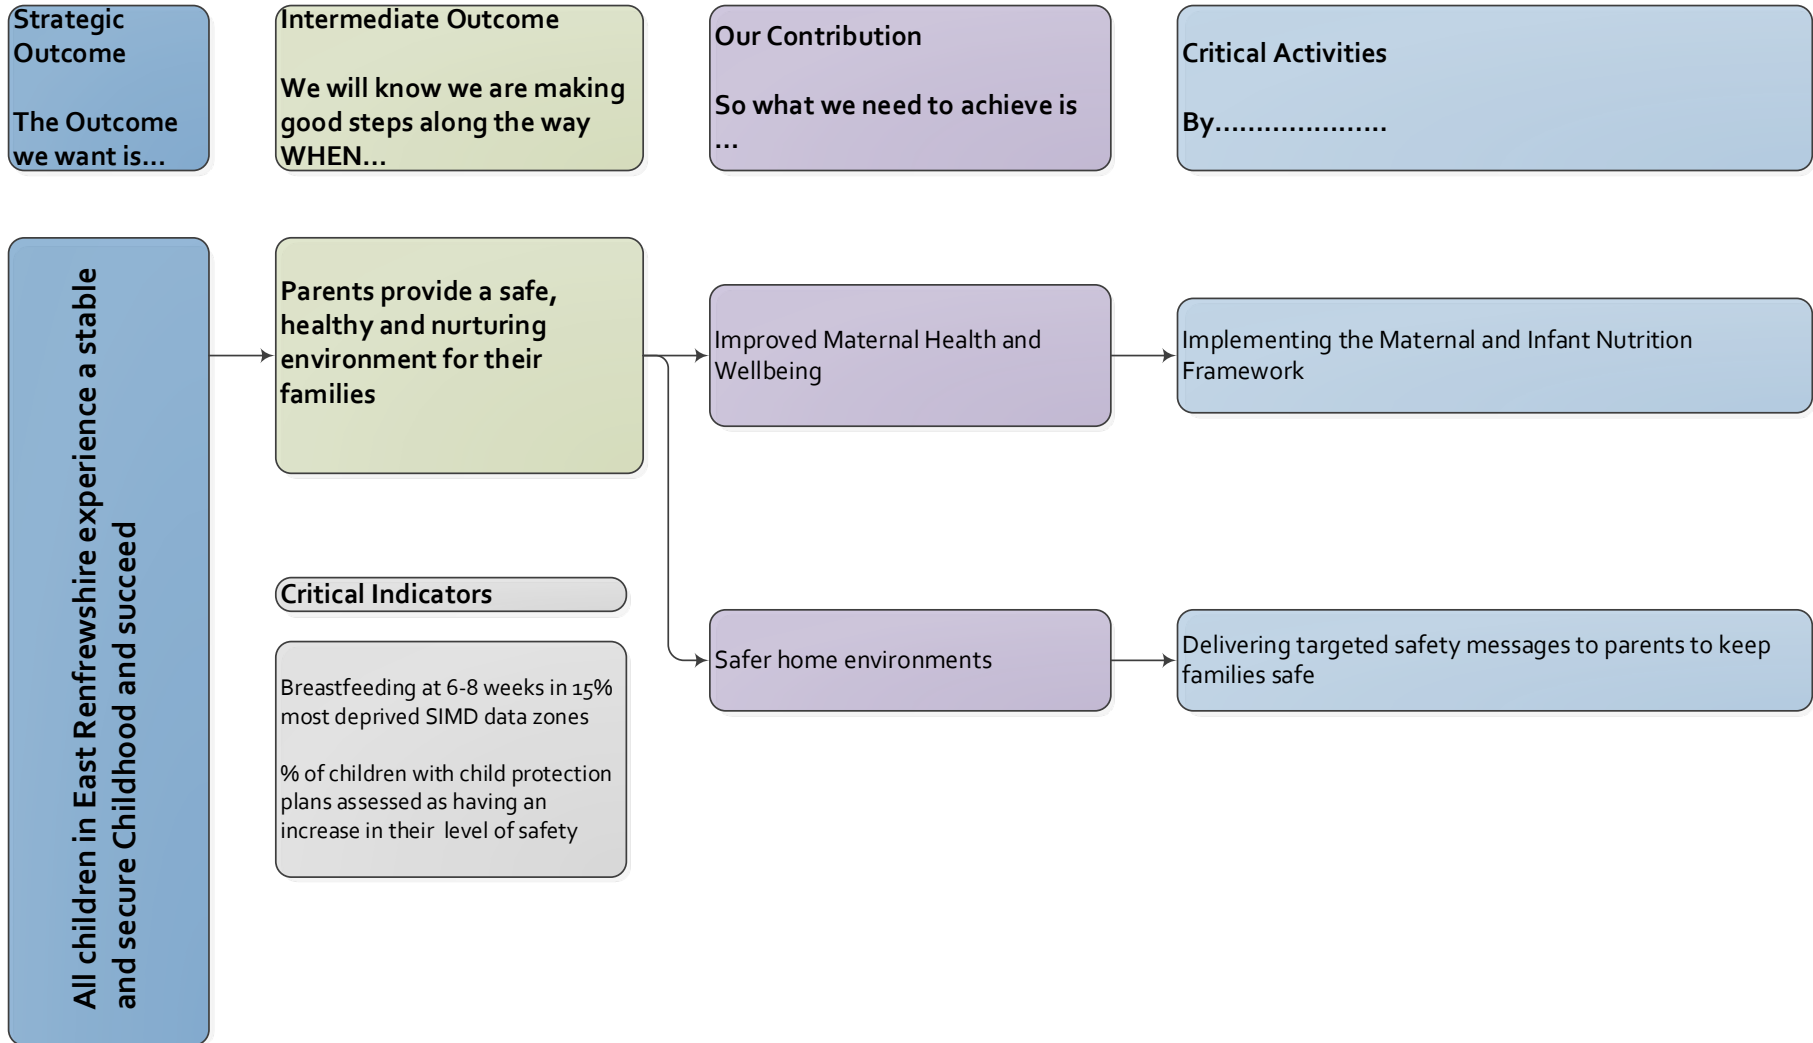 Strategic
Outcome
The Outcome
we want is...
Intermediate Outcome
We will know we are making
good steps along the way
WHEN...
Our Contribution
So what we need to achieve is
...
Critical Activities
By.....................
All children in East Renfrewshire experience a stable
and secure Childhood and succeed
Parents provide a safe,
healthy and nurturing
environment for their
families
Improved Maternal Health and
Wellbeing
Implementing the Maternal and Infant Nutrition
Framework
Critical Indicators
Breastfeeding at 6-8 weeks in 15%
most deprived SIMD data zones
% of children with child protection
plans assessed as having an
increase in their level of safety
Safer home environments
Delivering targeted safety messages to parents to keep
families safe